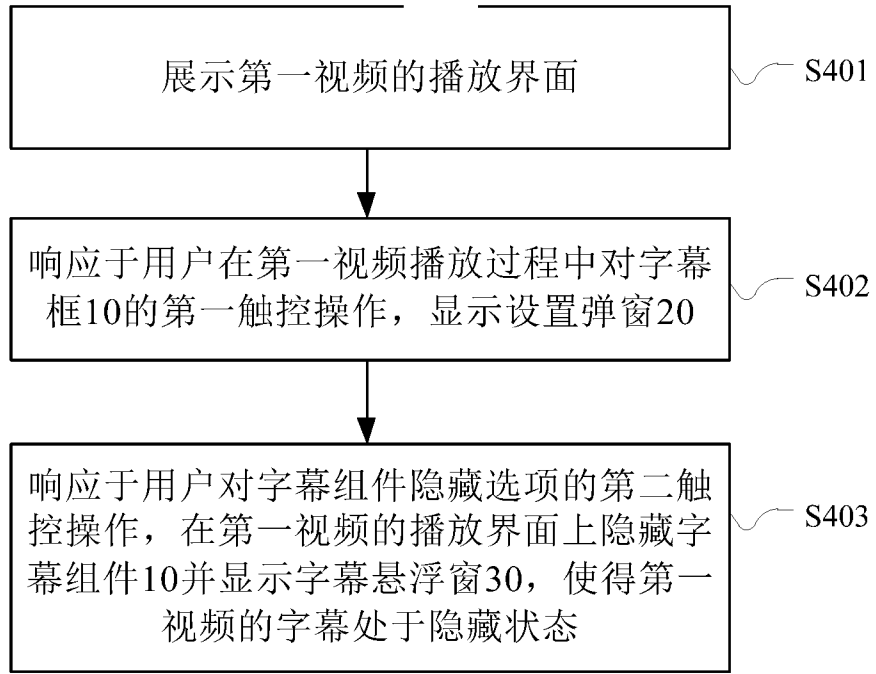 展示第一视频的播放界面
S401
响应于用户在第一视频播放过程中对字幕
框10的第一触控操作，显示设置弹窗20
S402
响应于用户对字幕组件隐藏选项的第二触
控操作，在第一视频的播放界面上隐藏字
幕组件10并显示字幕悬浮窗30，使得第一
视频的字幕处于隐藏状态
S403